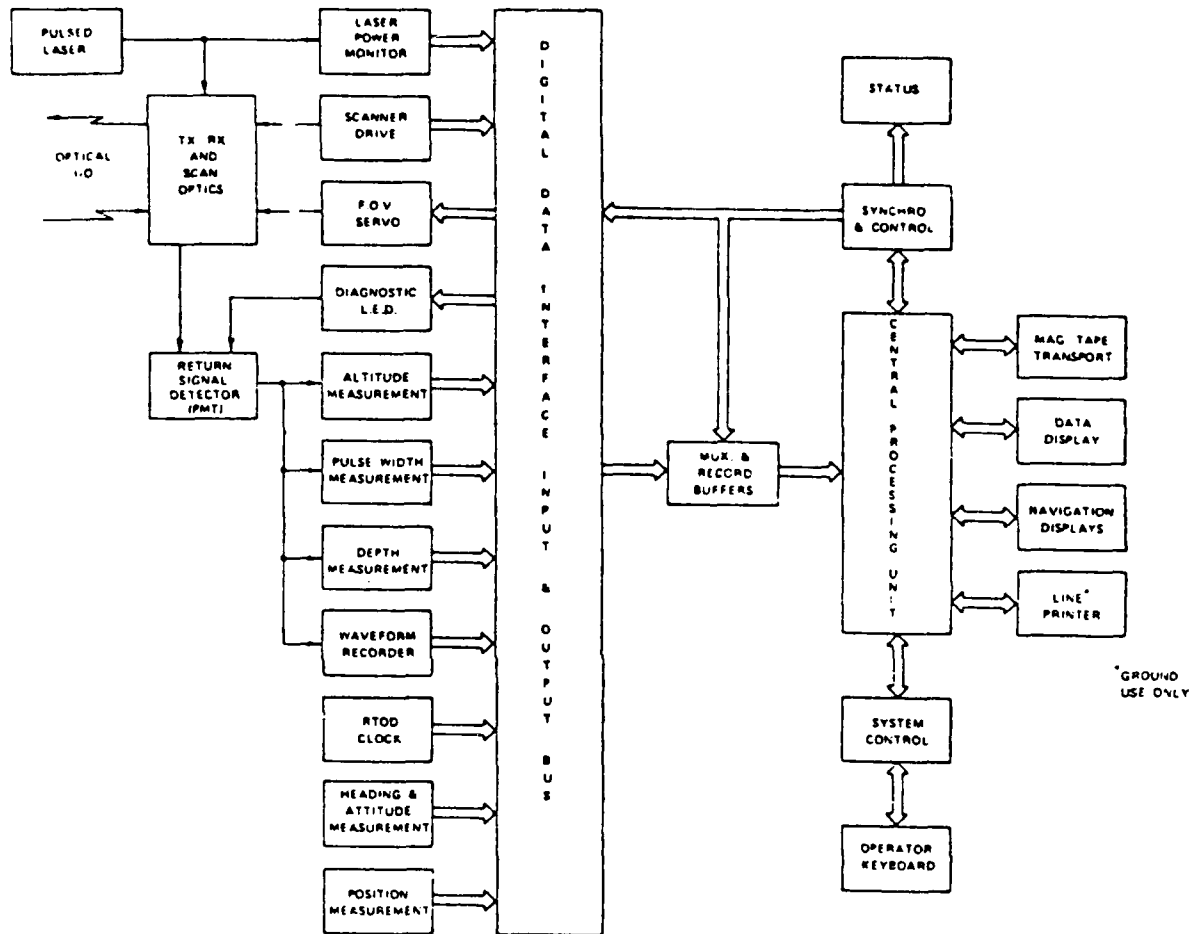 PULSED
LASER
LASER
POWER
MONITOR
TX RX
AND
SCAN
OPTICS
OPTICAL
I/O
SCANNER
DRIVE
F.O.V
SERVO
DIAGNOSTIC
L.E.D.
RETURN
SIGNAL
DETECTOR
(PMT)
ALTITUDE
MEASUREMENT
PULSE WIDTH
MEASUREMENT
DEPTH
MEASUREMENT
WAVEFORM
RECORDER
RTOD
CLOCK
HEADING &
ATTITUDE
MEASUREMENT
POSITION
MEASUREMENT
DIGITAL DATA INTERFACE INPUT & OUTPUT BUS
MUX. &
RECORD
BUFFERS
STATUS
SYNCHRO
& CONTROL
CENTRAL PROCESSING UNIT
SYSTEM
CONTROL
OPERATOR
KEYBOARD
MAG TAPE
TRANSPORT
DATA
DISPLAY
NAVIGATION
DISPLAYS
LINE*
PRINTER
*GROUND
USE ONLY